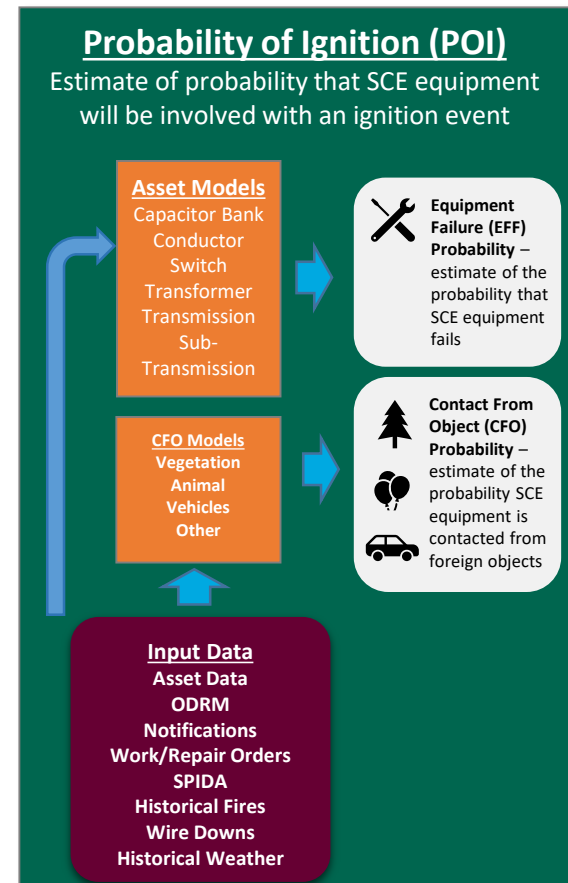 Probability of Ignition (POI)
Estimate of probability that SCE equipment
will be involved with an ignition event
Asset Models
Capacitor Bank
Conductor
Switch
Transformer
Transmission
Sub-
Transmission
Equipment
Failure (EFF)
Probability –
estimate of the
probability that
SCE equipment
fails
CFO Models
Vegetation
Animal
Vehicles
Other
Contact From
Object (CFO)
Probability –
estimate of the
probability SCE
equipment is
contacted from
foreign objects
Input Data
Asset Data
ODRM
Notifications
Work/Repair Orders
SPIDA
Historical Fires
Wire Downs
Historical Weather